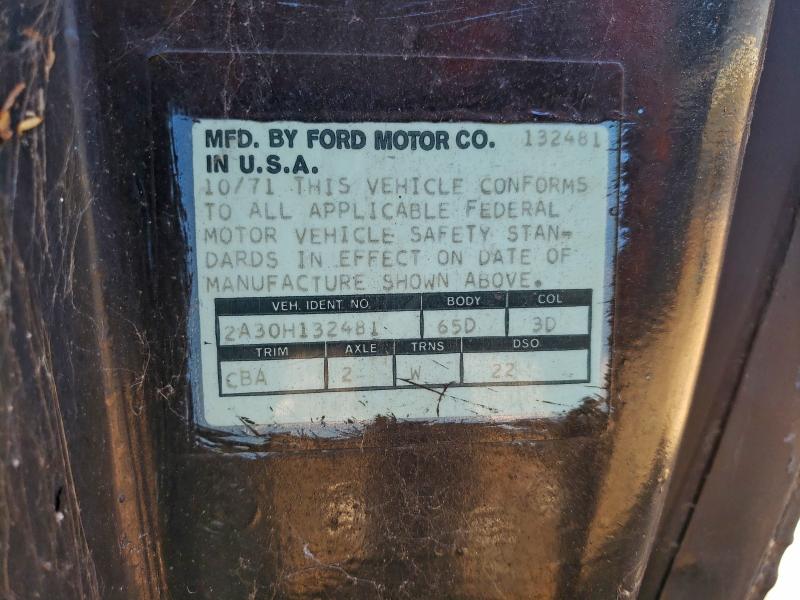 MFD. BY FORD MOTOR CO. 132481
IN U.S.A.
10/71 THIS VEHICLE CONFORMS
TO ALL APPLICABLE FEDERAL
MOTOR VEHICLE SAFETY STAN-
DARDS IN EFFECT ON DATE OF
MANUFACTURE SHOWN ABOVE.
VEH. IDENT. NO. BODY COL
2A30H132481 65D 3D
TRIM AXLE TRNS DSO
CBA 2 W 22